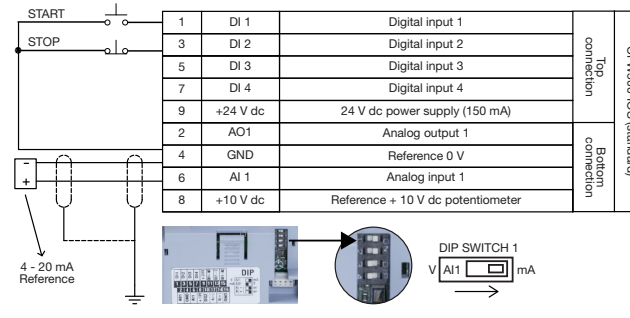 START
1 DI 1 Digital input 1
STOP
3 DI 2 Digital input 2
5 DI 3 Digital input 3
7 DI 4 Digital input 4
9 +24 V dc 24 V dc power supply (150 mA)
Top connection
2 AO1 Analog output 1
4 GND Reference 0 V
6 AI 1 Analog input 1
8 +10 V dc Reference + 10 V dc potentiometer
Bottom connection
(standard)
-
+
4 - 20 mA
Reference
DIP
DIP SWITCH 1
V AI1 mA